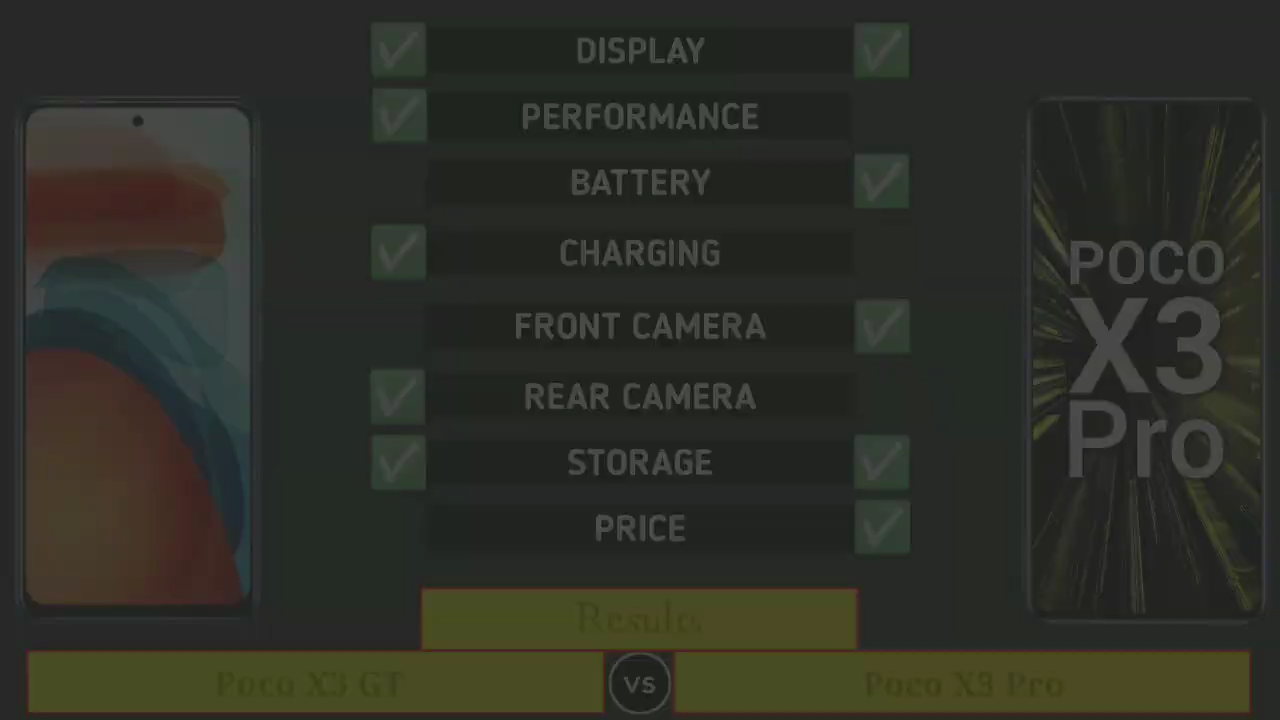 DISPLAY
PERFORMANCE
BATTERY
CHARGING
FRONT CAMERA
REAR CAMERA
STORAGE
PRICE
POCO
X3
Pro
Results
Poco X3 GT
VS
Poco X3 Pro